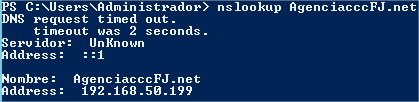 PS C:\Users\Administrador> nslookup AgenciacccFJ.net
DNS request timed out.
    timeout was 2 seconds.
Servidor:  UnKnown
Address:  ::1

Nombre:  AgenciacccFJ.net
Address:  192.168.50.199